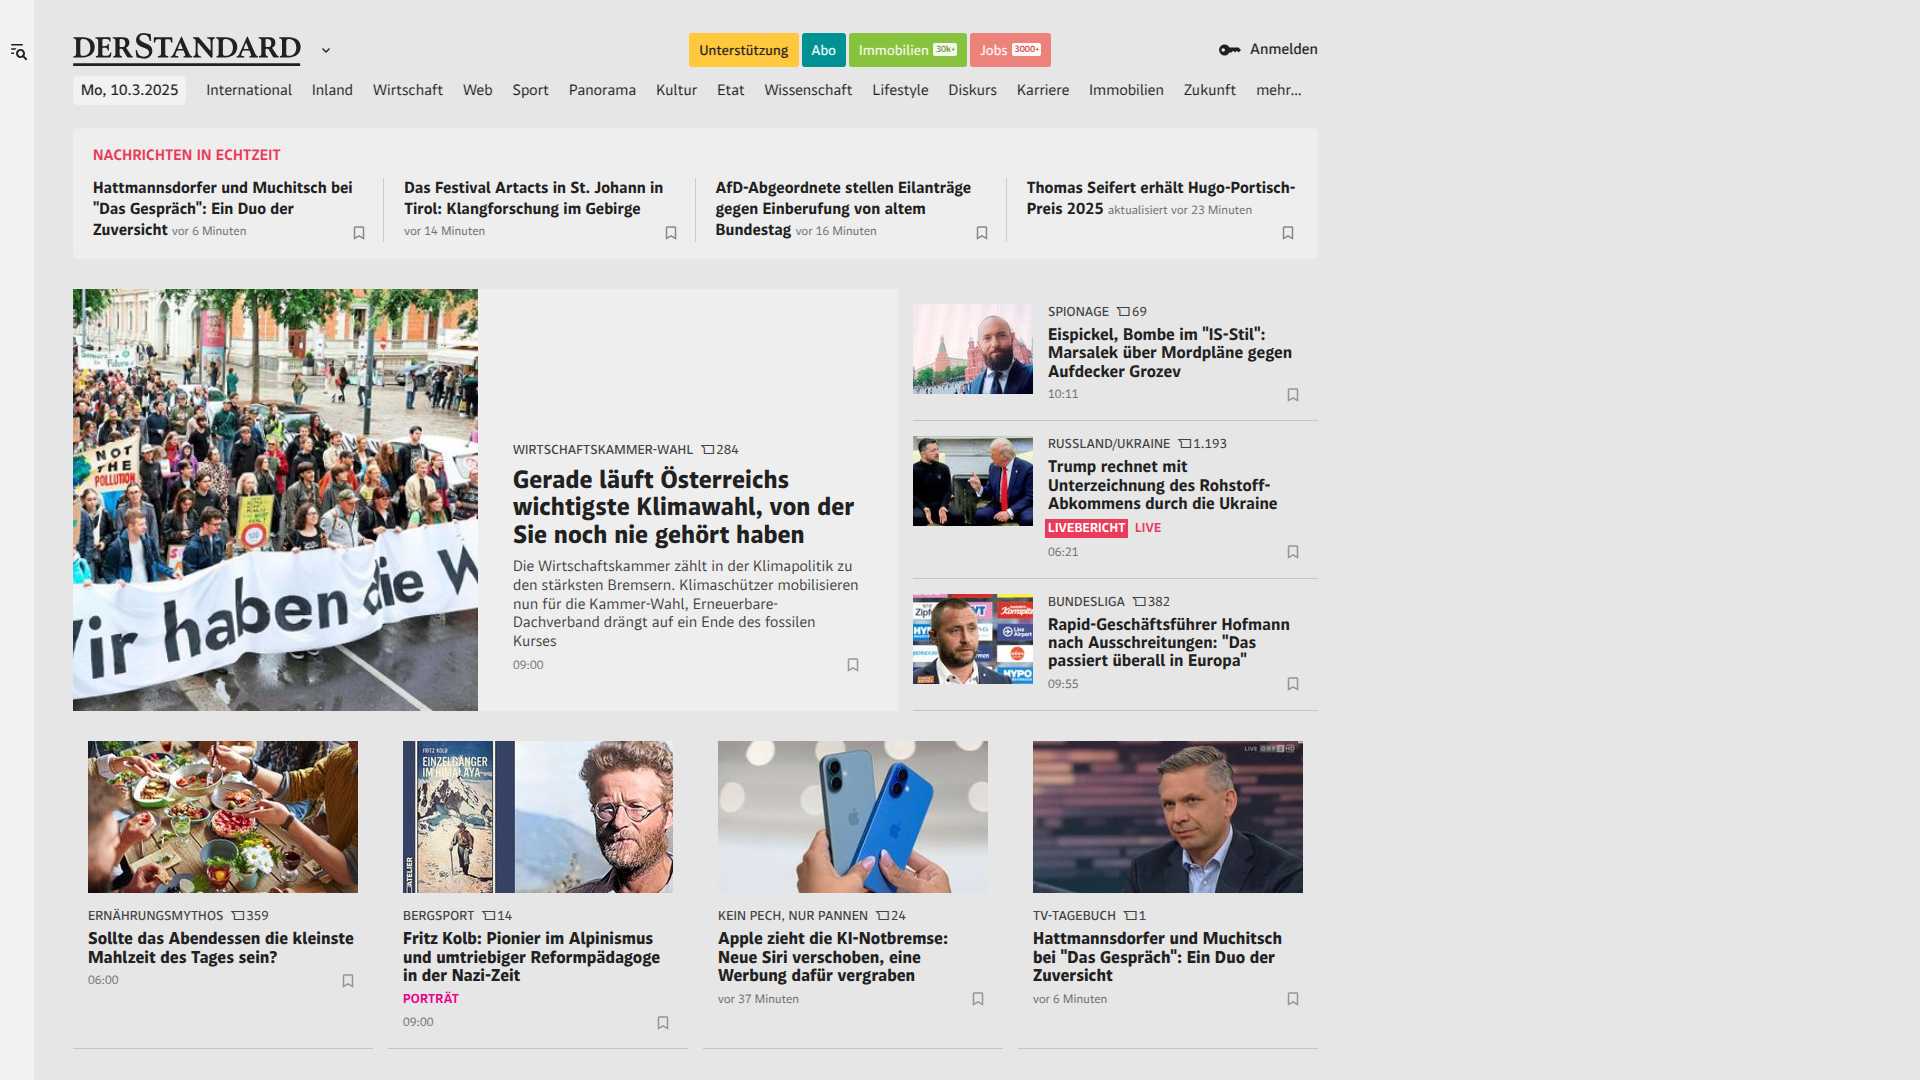 DERSTANDARD
Unterstützung
Abo
Immobilien 30k+
Jobs 3000+
Anmelden
Mo, 10.3.2025
International
Inland
Wirtschaft
Web
Sport
Panorama
Kultur
Etat
Wissenschaft
Lifestyle
Diskurs
Karriere
Immobilien
Zukunft
mehr...
NACHRICHTEN IN ECHTZEIT
Hattmannsdorfer und Muchitsch bei
"Das Gespräch": Ein Duo der
Zuversicht vor 6 Minuten
Das Festival Artacts in St. Johann in
Tirol: Klangforschung im Gebirge
vor 14 Minuten
AfD-Abgeordnete stellen Eilanträge
gegen Einberufung von altem
Bundestag vor 16 Minuten
Thomas Seifert erhält Hugo-Portisch-
Preis 2025 aktualisiert vor 23 Minuten
NOT
THE
POLLUTION
ir haben die W
WIRTSCHAFTSKAMMER-WAHL 284
Gerade läuft Österreichs
wichtigste Klimawahl, von der
Sie noch nie gehört haben
Die Wirtschaftskammer zählt in der Klimapolitik zu
den stärksten Bremsern. Klimaschützer mobilisieren
nun für die Kammer-Wahl, Erneuerbare-
Dachverband drängt auf ein Ende des fossilen
Kurses
09:00
SPIONAGE 69
Eispickel, Bombe im "IS-Stil":
Marsalek über Mordpläne gegen
Aufdecker Grozev
10:11
RUSSLAND/UKRAINE 1.193
Trump rechnet mit
Unterzeichnung des Rohstoff-
Abkommens durch die Ukraine
LIVEBERICHT LIVE
06:21
HYPO
BUNDESLIGA 382
Rapid-Geschäftsführer Hofmann
nach Ausschreitungen: "Das
passiert überall in Europa"
09:55
ERNÄHRUNGSMYTHOS 359
Sollte das Abendessen die kleinste
Mahlzeit des Tages sein?
06:00
FRITZ KOLB
EINZELGÄNGER
IM HIMALAYA
ATELIER
BERGSPORT 14
Fritz Kolb: Pionier im Alpinismus
und umtriebiger Reformpädagoge
in der Nazi-Zeit
PORTRÄT
09:00
KEIN PECH, NUR PANNEN 24
Apple zieht die KI-Notbremse:
Neue Siri verschoben, eine
Werbung dafür vergraben
vor 37 Minuten
LIVE ORF 2 HD
TV-TAGEBUCH 1
Hattmannsdorfer und Muchitsch
bei "Das Gespräch": Ein Duo der
Zuversicht
vor 6 Minuten